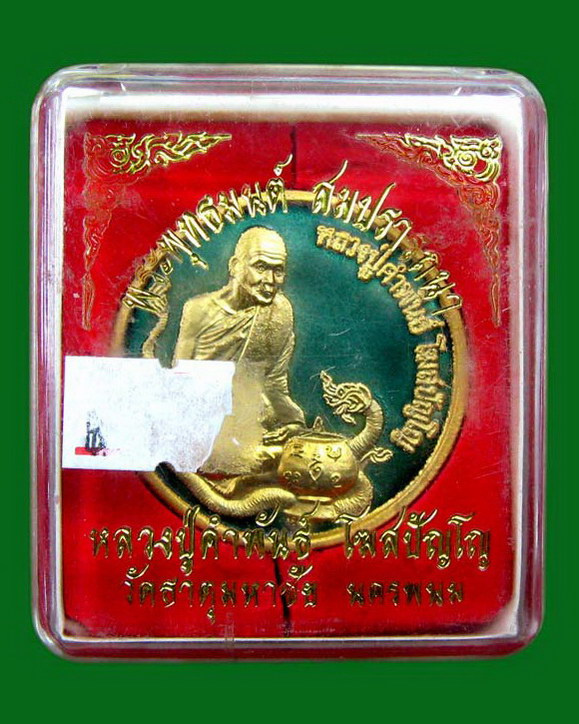 พระพุทธมนต์ สมปรารถนา
หลวงปู่คำพันธ์ โฆสปัญโญ
หลวงปู่คำพันธ์ โฆสปัญโญ
วัดธาตุมหาชัย นครพนม